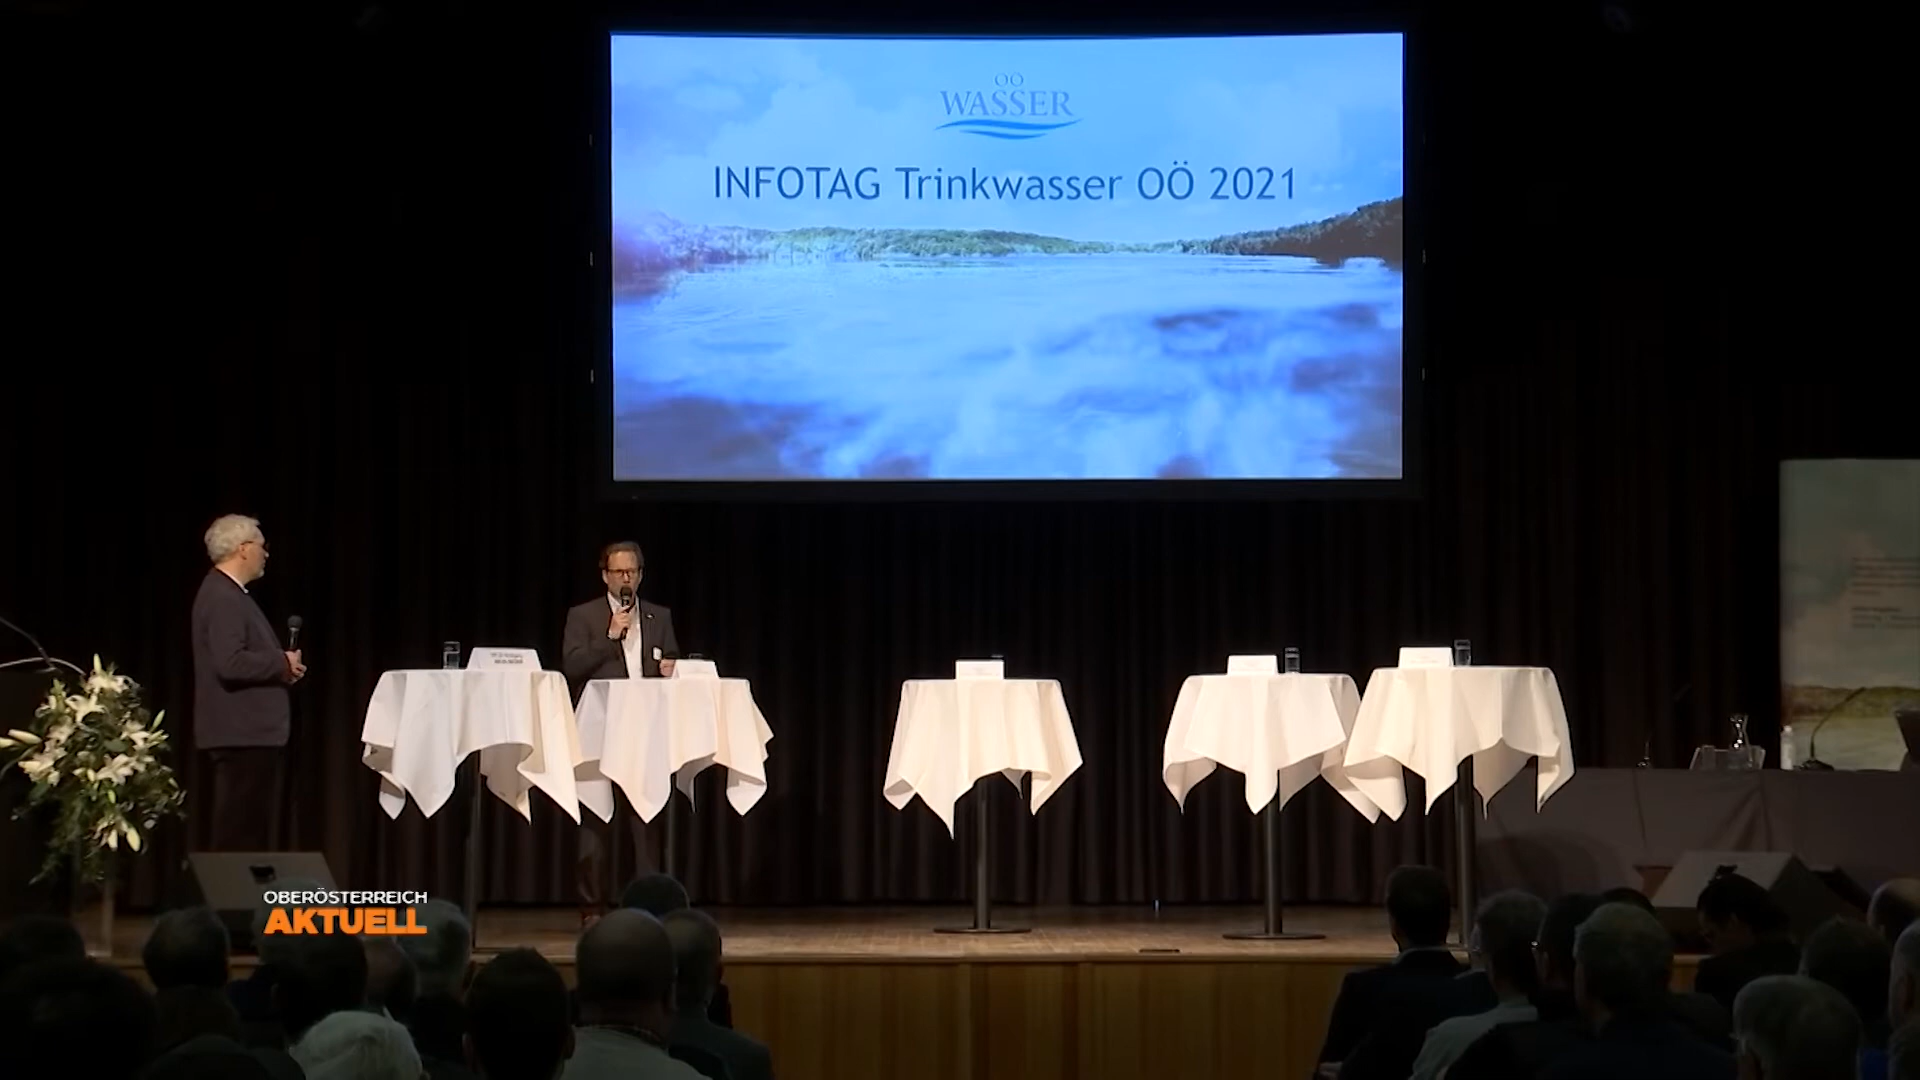 OÖ
WASSER
INFOTAG Trinkwasser OÖ 2021
OBERÖSTERREICH
AKTUELL